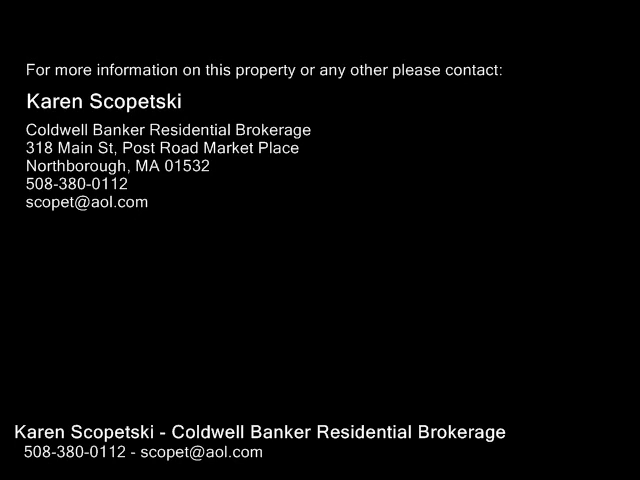 For more information on this property or any other please contact:
Karen Scopetski
Coldwell Banker Residential Brokerage
318 Main St, Post Road Market Place
Northborough, MA 01532
508-380-0112
scopet@aol.com
Karen Scopetski - Coldwell Banker Residential Brokerage
508-380-0112 - scopet@aol.com